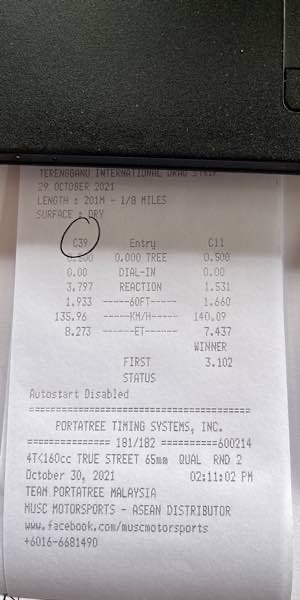 TERENGGANU INTERNATIONAL DRAG STRIP
29 OCTOBER 2021
LENGTH : 201M - 1/8 MILES
SURFACE : DRY
C39 Entry C11
0.500 0.000 TREE 0.500
0.00 DIAL-IN 0.00
3.797 REACTION 1.531
1.933 -----60FT----- 1.660
135.96 -----KM/H----- 140.09
8.273 ------ET------ 7.437
WINNER
FIRST 3.102
STATUS
Autostart Disabled
========================================
PORTATREE TIMING SYSTEMS, INC.
=============== 181/182 ==========600214
4T<160cc TRUE STREET 65mm QUAL RND 2
October 30, 2021 02:11:02 PM
TEAM PORTATREE MALAYSIA
MUSC MOTORSPORTS - ASEAN DISTRIBUTOR
www.facebook.com/muscmotorsports
+6016-6681490